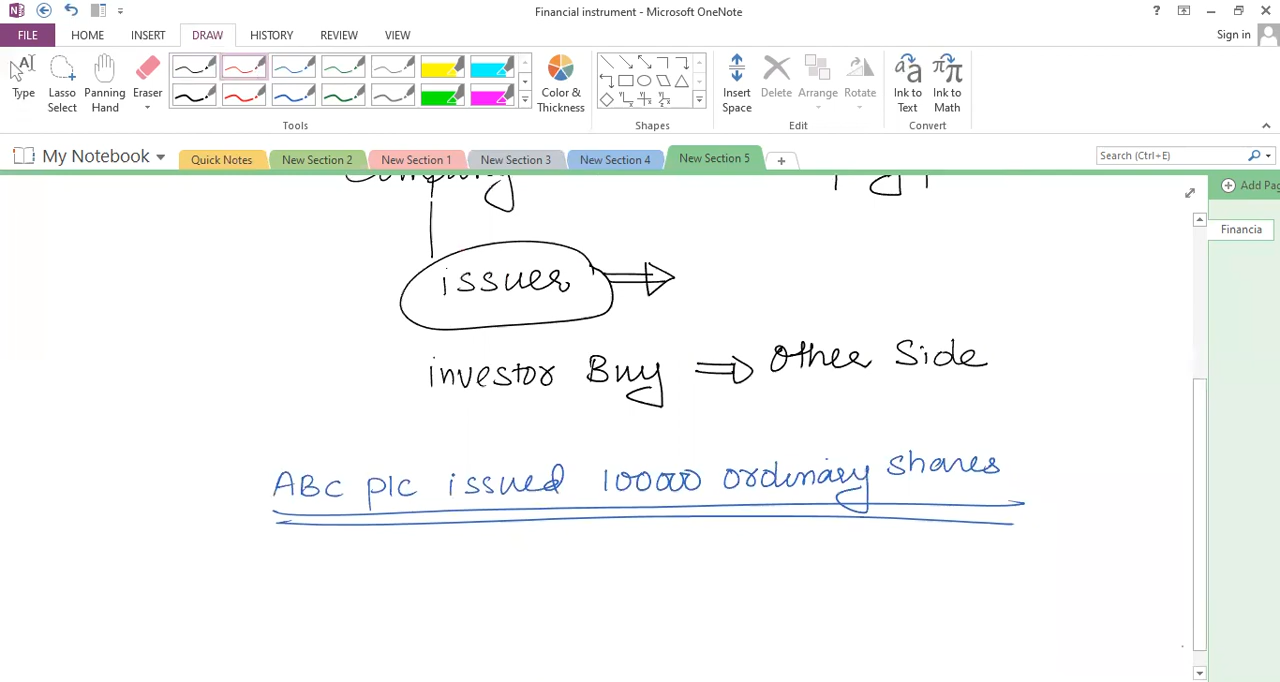 Financial instrument - Microsoft OneNote
?
Sign in
FILE HOME INSERT DRAW HISTORY REVIEW VIEW
Type
Lasso Select
Panning Hand
Eraser
Color & Thickness
Insert Space
Delete
Arrange
Rotate
Ink to Text
Ink to Math
Tools
Shapes
Edit
Convert
My Notebook
Quick Notes
New Section 2
New Section 1
New Section 3
New Section 4
New Section 5
Search (Ctrl+E)
Add Pag
Financia
Company
issuer
investor Buy ⇒ Other Side
ABC plc issued 10000 ordinary shares